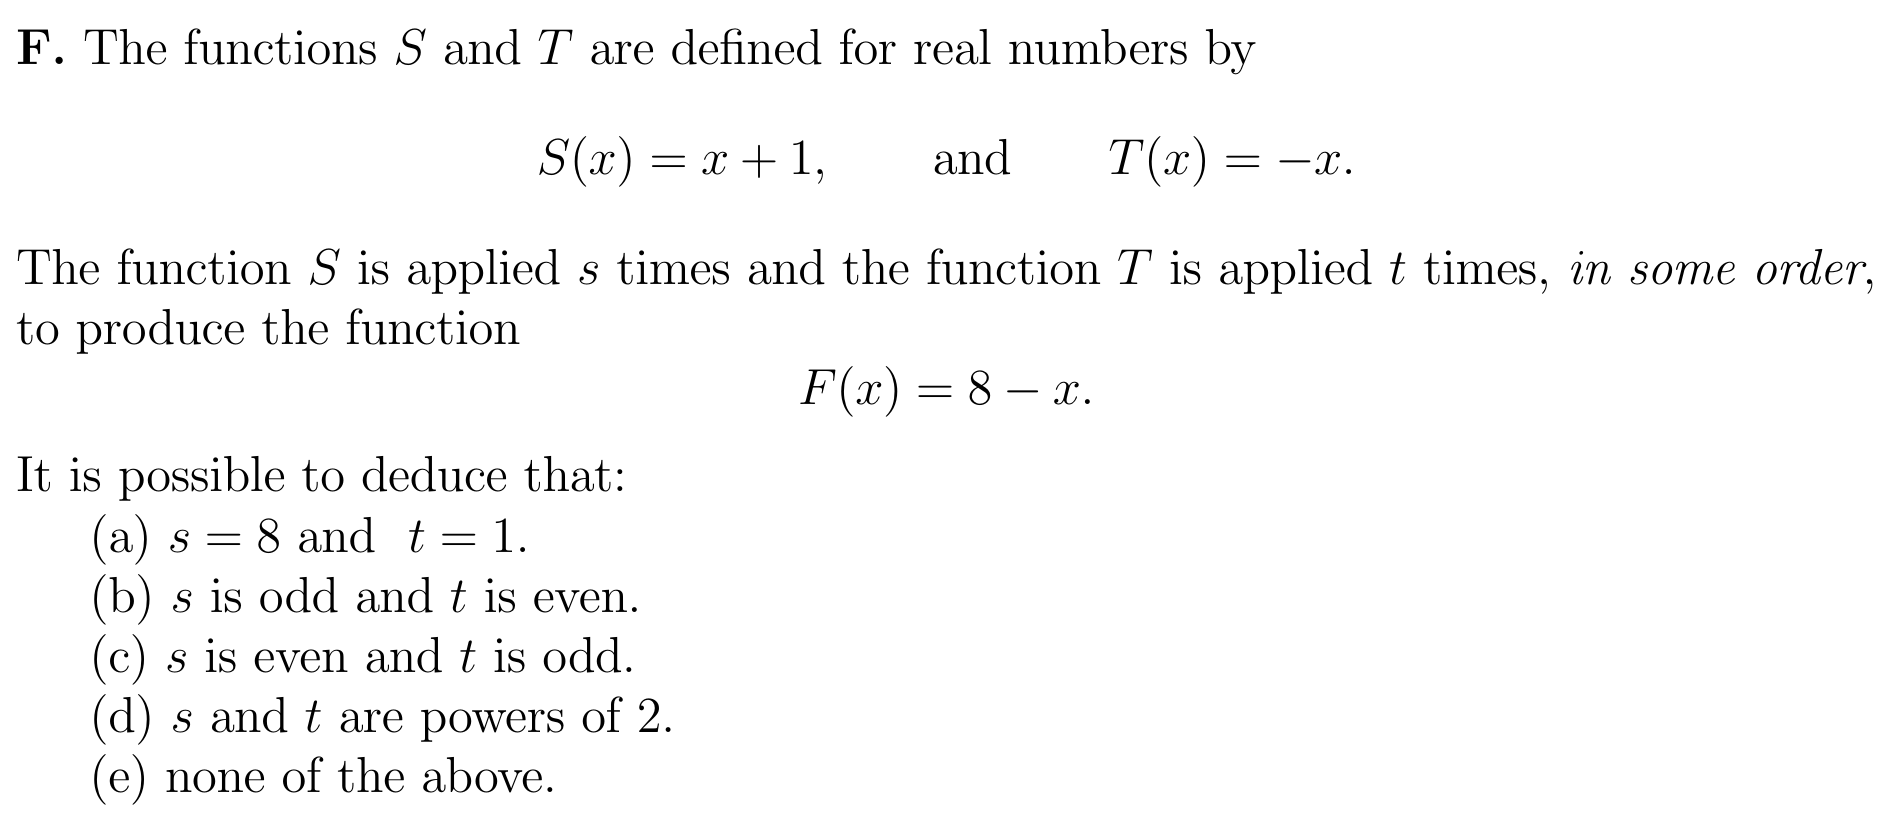 F. The functions S and T are defined for real numbers by
S(x) = x + 1, and T(x) = −x.
The function S is applied s times and the function T is applied t times, in some order,
to produce the function
F(x) = 8 − x.
It is possible to deduce that:
(a) s = 8 and t = 1.
(b) s is odd and t is even.
(c) s is even and t is odd.
(d) s and t are powers of 2.
(e) none of the above.